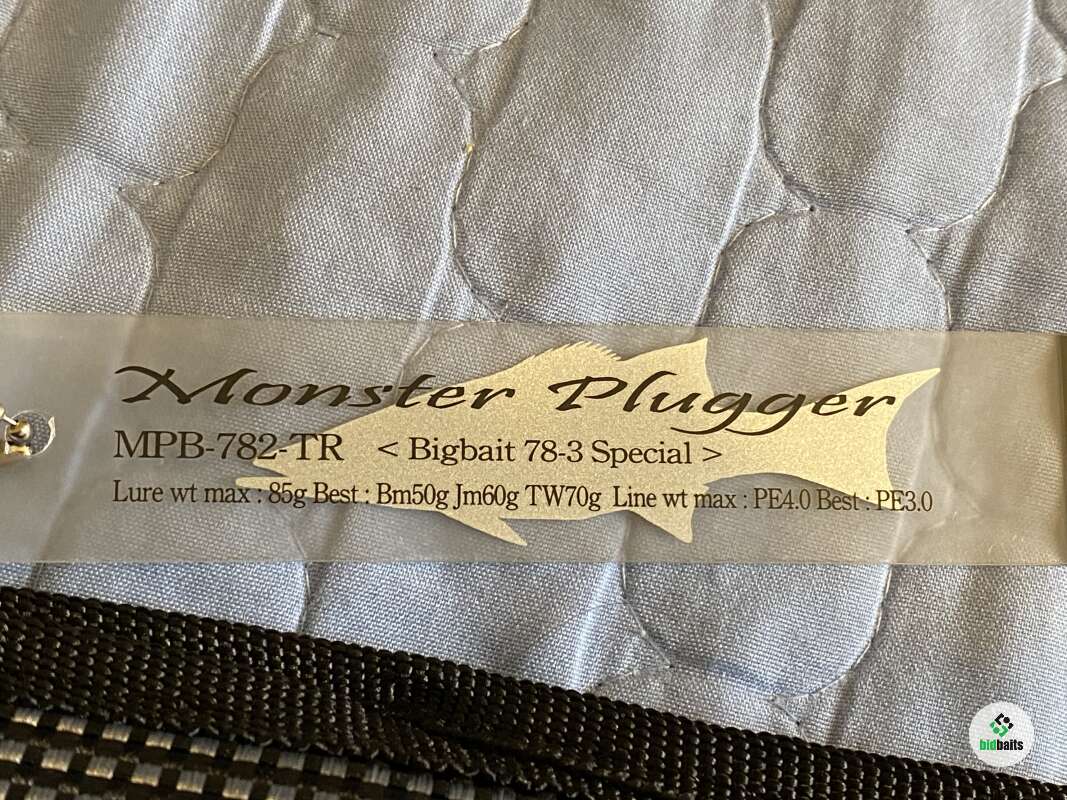 Monster Plugger
MPB-782-TR < Bigbait 78-3 Special >
Lure wt max : 85g Best : Bm50g Jm60g TW70g Line wt max : PE4.0 Best : PE3.0
bidbaits